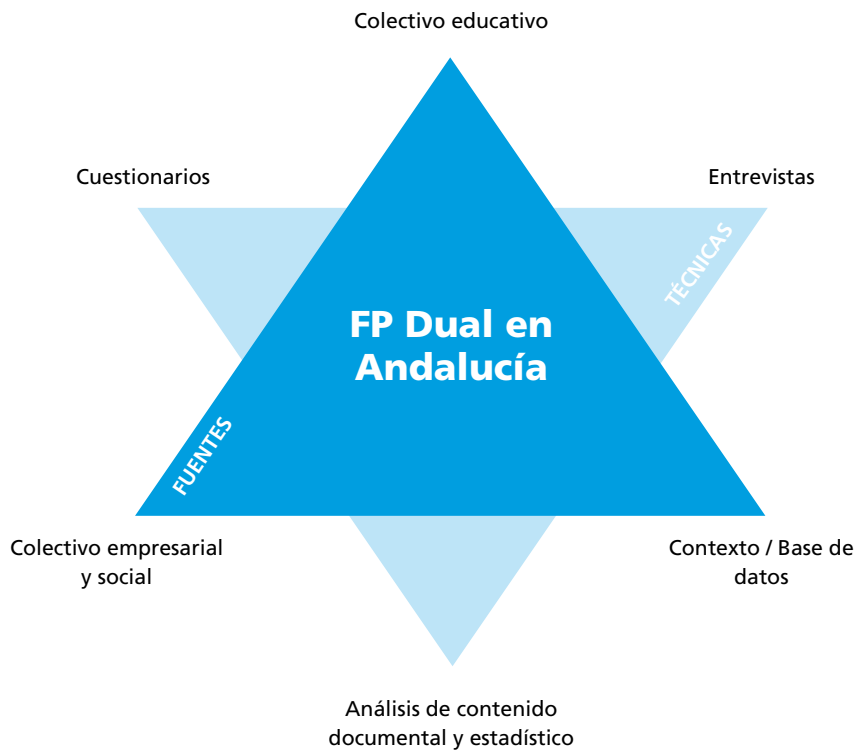 Colectivo educativo
Cuestionarios
Entrevistas
TÉCNICAS
FP Dual en
Andalucía
FUENTES
Colectivo empresarial
y social
Contexto / Base de
datos
Análisis de contenido
documental y estadístico